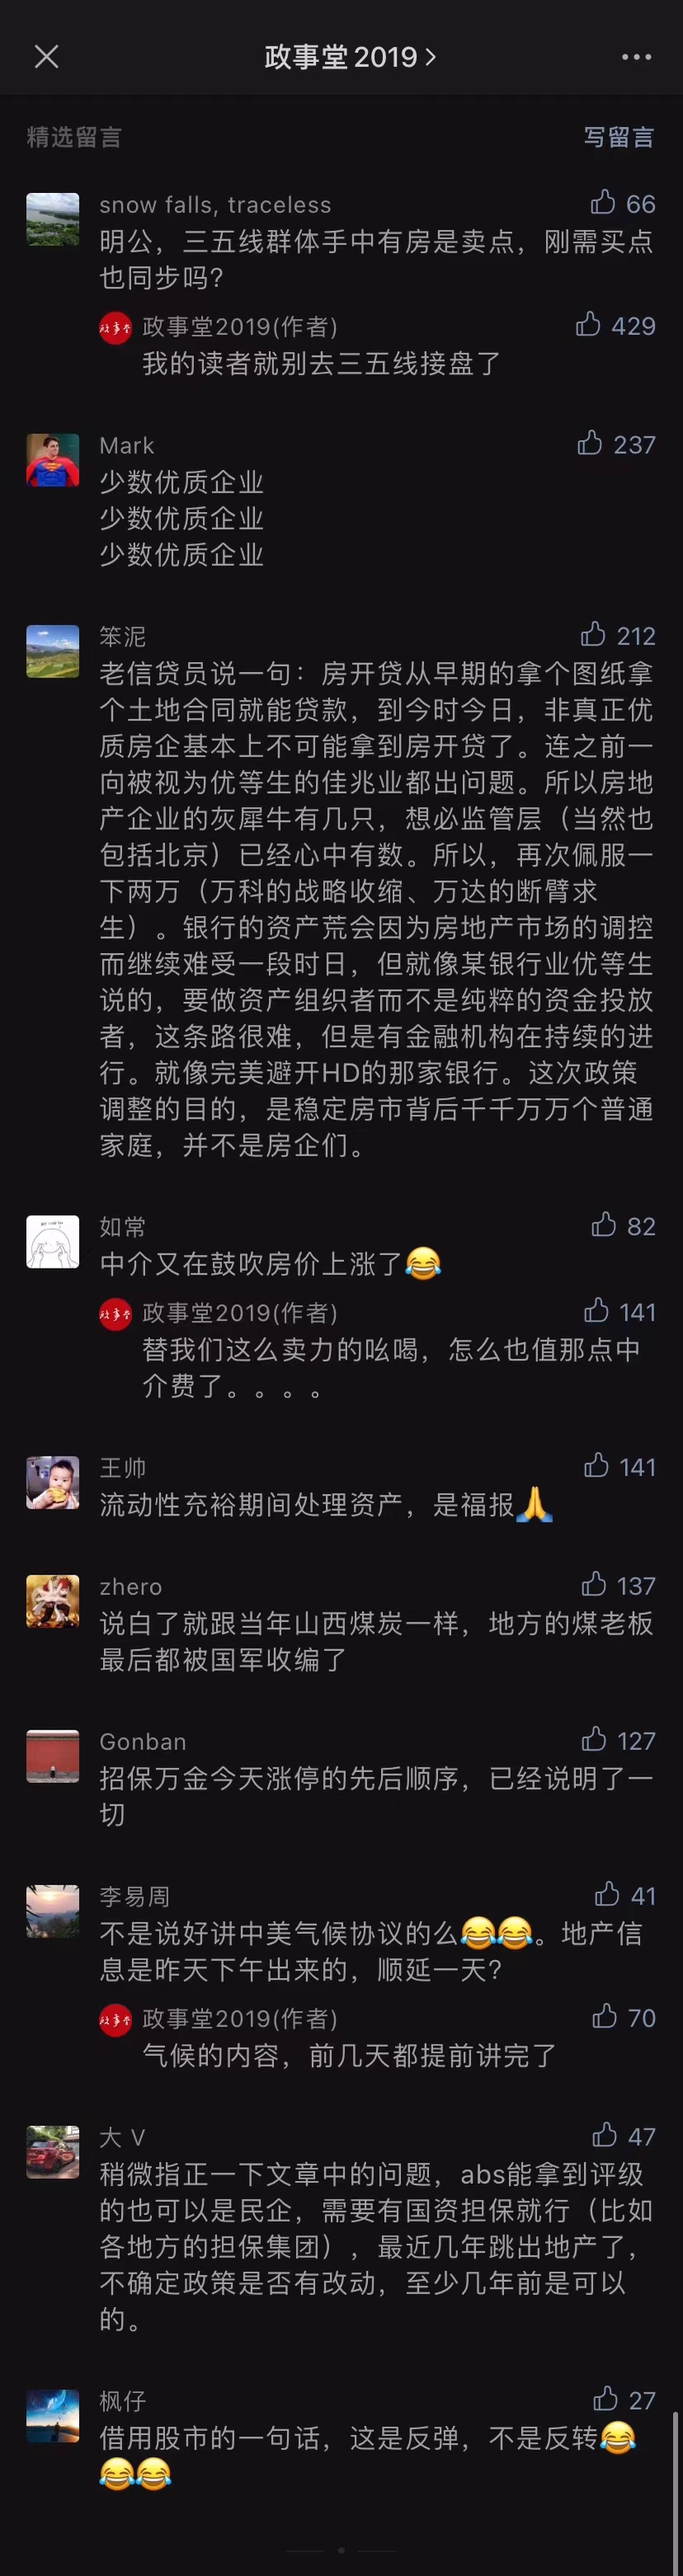 政事堂2019
精选留言
写留言
snow falls, traceless
66
明公，三五线群体手中有房是卖点，刚需买点
也同步吗？
政事堂2019(作者)
429
我的读者就别去三五线接盘了
Mark
237
少数优质企业
少数优质企业
少数优质企业
笨泥
212
老信贷员说一句：房开贷从早期的拿个图纸拿
个土地合同就能贷款，到今时今日，非真正优
质房企基本上不可能拿到房开贷了。连之前一
向被视为优等生的佳兆业都出问题。所以房地
产企业的灰犀牛有几只，想必监管层（当然也
包括北京）已经心中有数。所以，再次佩服一
下两万（万科的战略收缩、万达的断臂求
生）。银行的资产荒会因为房地产市场的调控
而继续难受一段时日，但就像某银行业优等生
说的，要做资产组织者而不是纯粹的资金投放
者，这条路很难，但是有金融机构在持续的进
行。就像完美避开HD的那家银行。这次政策
调整的目的，是稳定房市背后千千万万个普通
家庭，并不是房企们。
如常
82
中介又在鼓吹房价上涨了😂
政事堂2019(作者)
141
替我们这么卖力的吆喝，怎么也值那点中
介费了。。。。
王帅
141
流动性充裕期间处理资产，是福报🙏
zhero
137
说白了就跟当年山西煤炭一样，地方的煤老板
最后都被国军收编了
Gonban
127
招保万金今天涨停的先后顺序，已经说明了一
切
李易周
41
不是说好讲中美气候协议的么😂😂。地产信
息是昨天下午出来的，顺延一天？
政事堂2019(作者)
70
气候的内容，前几天都提前讲完了
大 V
47
稍微指正一下文章中的问题，abs能拿到评级
的也可以是民企，需要有国资担保就行（比如
各地方的担保集团），最近几年跳出地产了，
不确定政策是否有改动，至少几年前是可以
的。
枫仔
27
借用股市的一句话，这是反弹，不是反转😂
😂😂